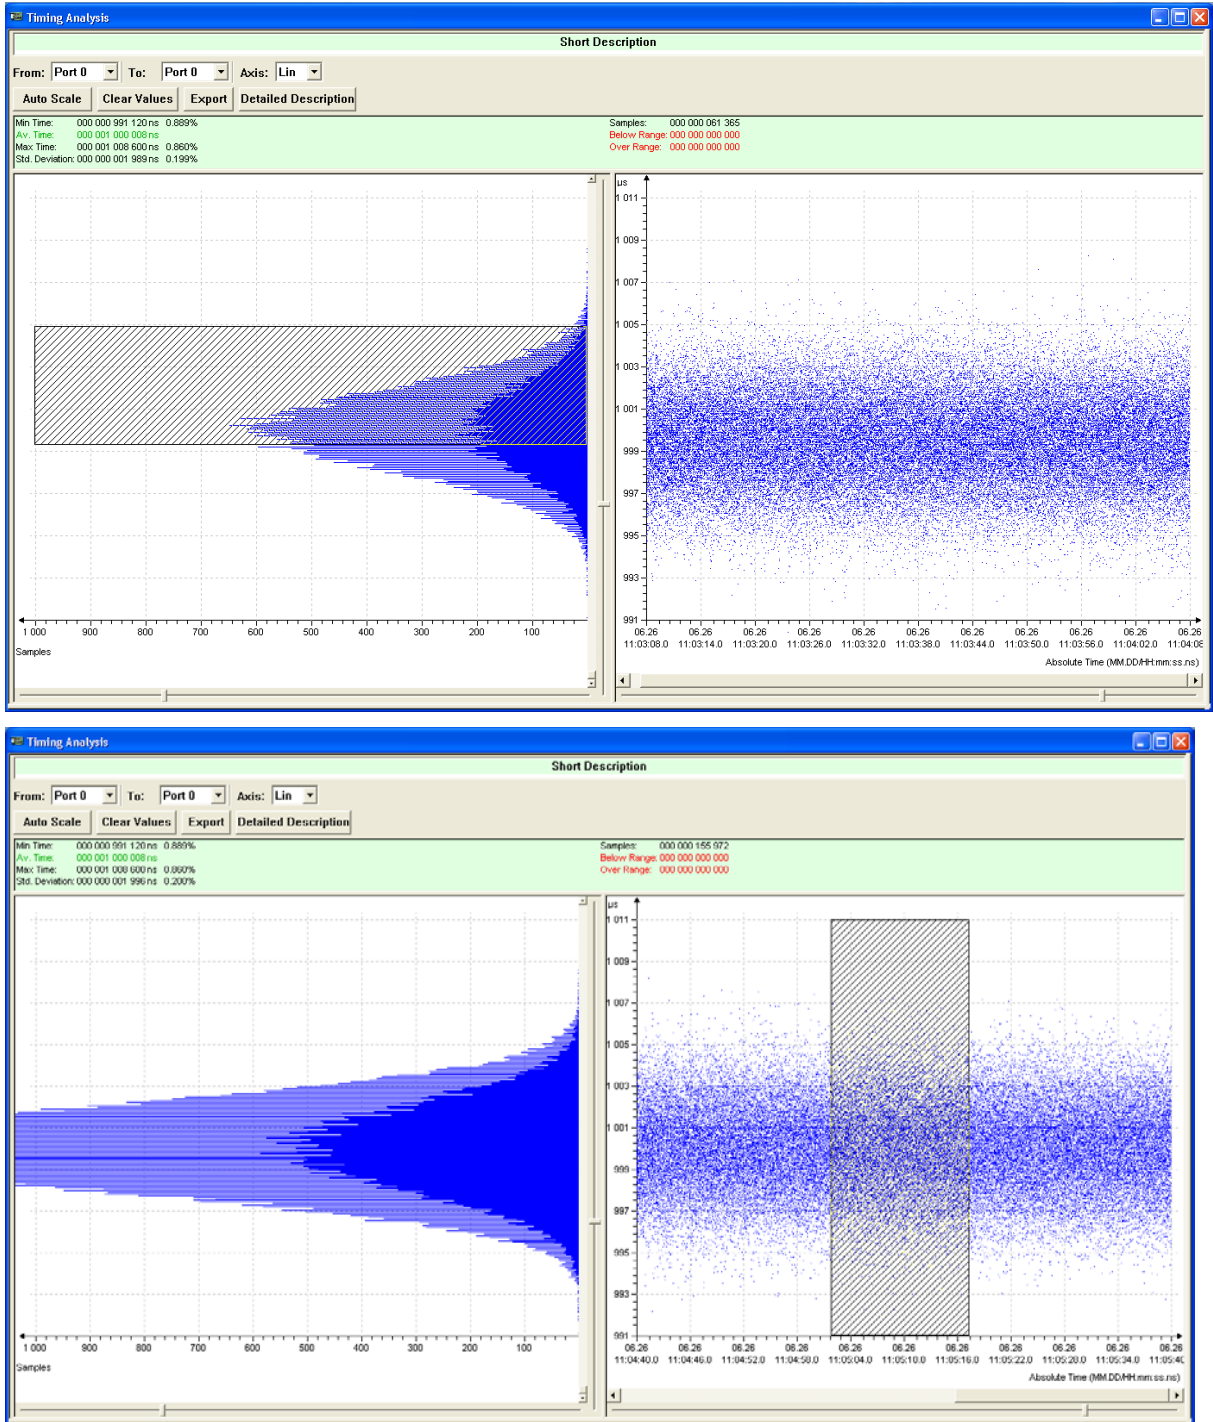 Timing Analysis
Short Description
From: Port 0 To: Port 0 Axis: Lin
Auto Scale Clear Values Export Detailed Description
Min Time: 000 000 991 120 ns 0.889% Samples: 000 000 061 365
Av. Time: 000 001 000 008 ns Below Range: 000 000 000 000
Max Time: 000 001 008 600 ns 0.860% Over Range: 000 000 000 000
Std. Deviation: 000 000 001 989 ns 0.199%
µs
1 011
1 009
1 007
1 005
1 003
1 001
999
997
995
993
991
1 000 900 800 700 600 500 400 300 200 100
Samples
06.26 06.26 06.26 06.26 06.26 06.26 06.26 06.26 06.26 06.26 06.26
11:03:08.0 11:03:14.0 11:03:20.0 11:03:26.0 11:03:32.0 11:03:38.0 11:03:44.0 11:03:50.0 11:03:56.0 11:04:02.0 11:04:08
Absolute Time (MM.DD/HH:mm:ss.ns)
Timing Analysis
Short Description
From: Port 0 To: Port 0 Axis: Lin
Auto Scale Clear Values Export Detailed Description
Min Time: 000 000 991 120 ns 0.889% Samples: 000 000 155 972
Av. Time: 000 001 000 008 ns Below Range: 000 000 000 000
Max Time: 000 001 008 600 ns 0.860% Over Range: 000 000 000 000
Std. Deviation: 000 000 001 996 ns 0.200%
µs
1 011
1 009
1 007
1 005
1 003
1 001
999
997
995
993
991
1 000 900 800 700 600 500 400 300 200 100
Samples
06.26 06.26 06.26 06.26 06.26 06.26 06.26 06.26 06.26 06.26 06.26
11:04:40.0 11:04:46.0 11:04:52.0 11:04:58.0 11:05:04.0 11:05:10.0 11:05:16.0 11:05:22.0 11:05:28.0 11:05:34.0 11:05:40
Absolute Time (MM.DD/HH:mm:ss.ns)